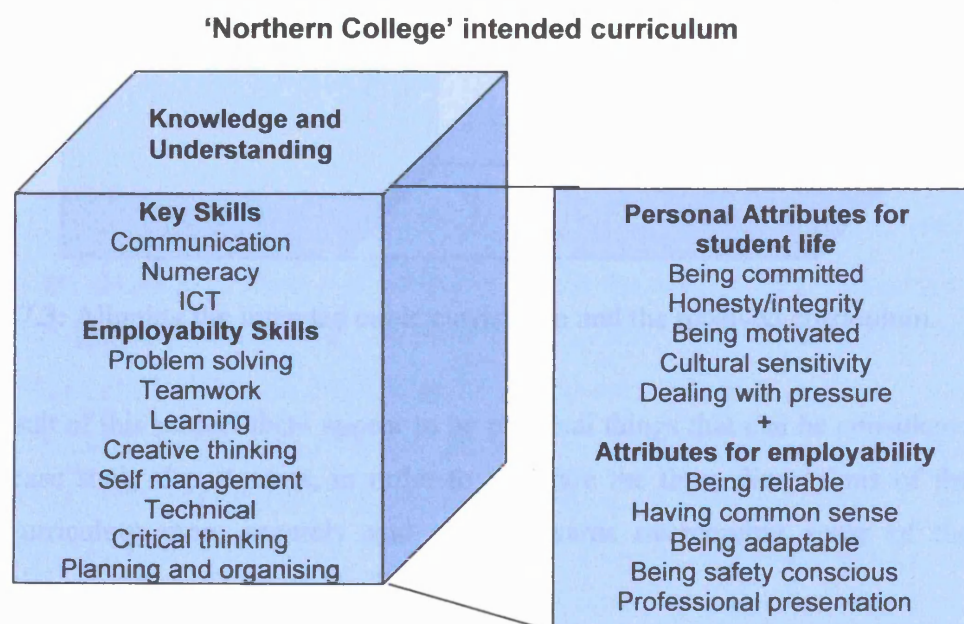 'Northern College' intended curriculum
Knowledge and
Understanding
Key Skills
Communication
Numeracy
ICT
Employabilty Skills
Problem solving
Teamwork
Learning
Creative thinking
Self management
Technical
Critical thinking
Planning and organising
Personal Attributes for
student life
Being committed
Honesty/integrity
Being motivated
Cultural sensitivity
Dealing with pressure
+
Attributes for employability
Being reliable
Having common sense
Being adaptable
Being safety conscious
Professional presentation